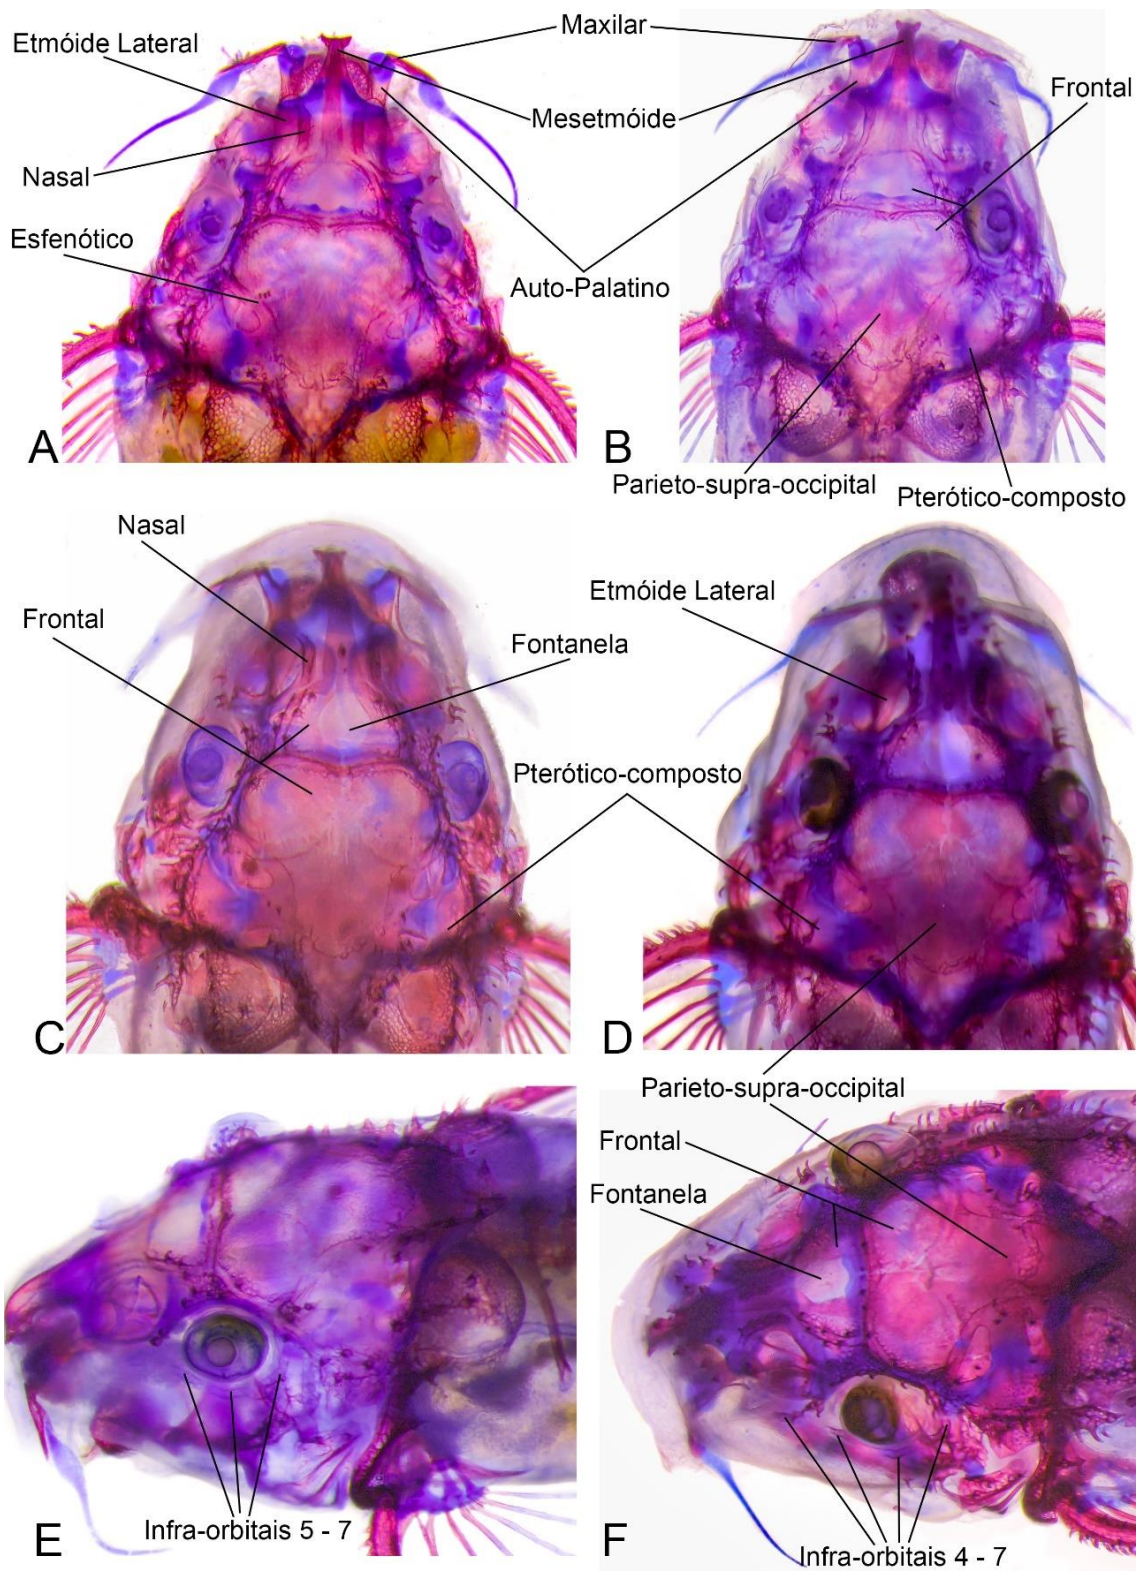 Etmóide Lateral
Maxilar
Frontal
Mesetmóide
Nasal
Esfenótico
Auto-Palatino
A
B
Parieto-supra-occipital
Pterótico-composto
Nasal
Etmóide Lateral
Frontal
Fontanela
Pterótico-composto
C
D
Parieto-supra-occipital
Frontal
Fontanela
E
Infra-orbitais 5 - 7
F
Infra-orbitais 4 - 7